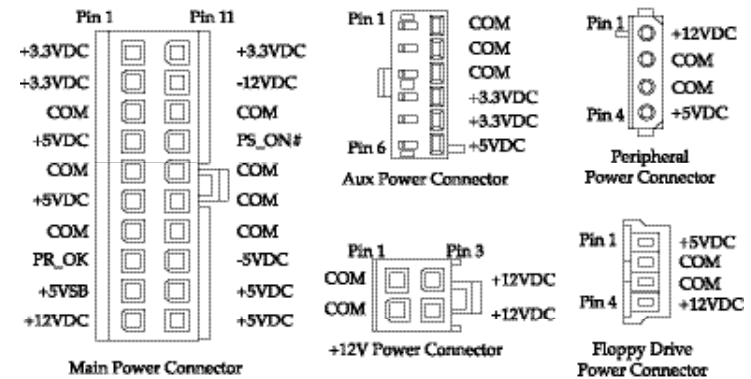 Pin 1 Pin 11
+3.3VDC +3.3VDC
+3.3VDC -12VDC
COM COM
+5VDC PS_ON#
COM COM
+5VDC COM
COM COM
PR_OK -5VDC
+5VSB +5VDC
+12VDC +5VDC
Main Power Connector
Pin 1 COM
COM
COM
+3.3VDC
+3.3VDC
Pin 6 +5VDC
Aux Power Connector
Pin 1 +12VDC
COM
COM
Pin 4 +5VDC
Peripheral
Power Connector
Pin 1 Pin 3
COM +12VDC
COM +12VDC
+12V Power Connector
Pin 1 +5VDC
COM
COM
Pin 4 +12VDC
Floppy Drive
Power Connector